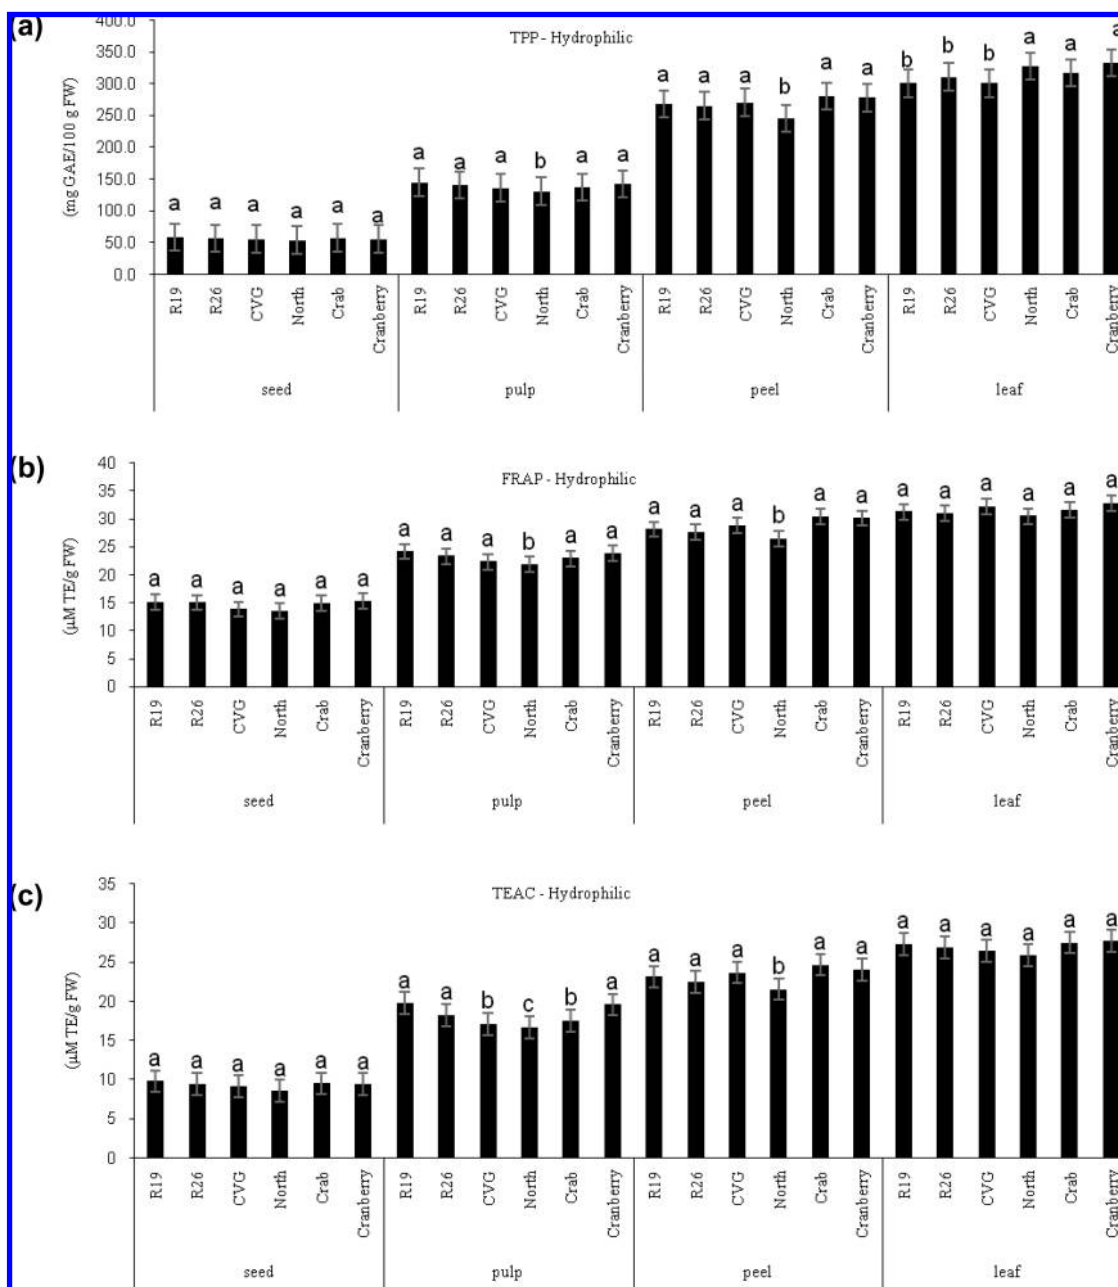 (a)
TPP - Hydrophilic
(mg GAE/100 g FW)
400.0
350.0
300.0
250.0
200.0
150.0
100.0
50.0
0.0
a a a a a a a a a b a a a a a b a a b b b a a a
R19 R26 CVG North Crab Cranberry R19 R26 CVG North Crab Cranberry R19 R26 CVG North Crab Cranberry R19 R26 CVG North Crab Cranberry
seed pulp peel leaf
(b)
FRAP - Hydrophilic
(µM TE/g FW)
40
35
30
25
20
15
10
5
0
a a a a a a a a a b a a a a a b a a a a a a a a
R19 R26 CVG North Crab Cranberry R19 R26 CVG North Crab Cranberry R19 R26 CVG North Crab Cranberry R19 R26 CVG North Crab Cranberry
seed pulp peel leaf
(c)
TEAC - Hydrophilic
(µM TE/g FW)
35
30
25
20
15
10
5
0
a a a a a a a a b c b a a a a b a a a a a a a a
R19 R26 CVG North Crab Cranberry R19 R26 CVG North Crab Cranberry R19 R26 CVG North Crab Cranberry R19 R26 CVG North Crab Cranberry
seed pulp peel leaf